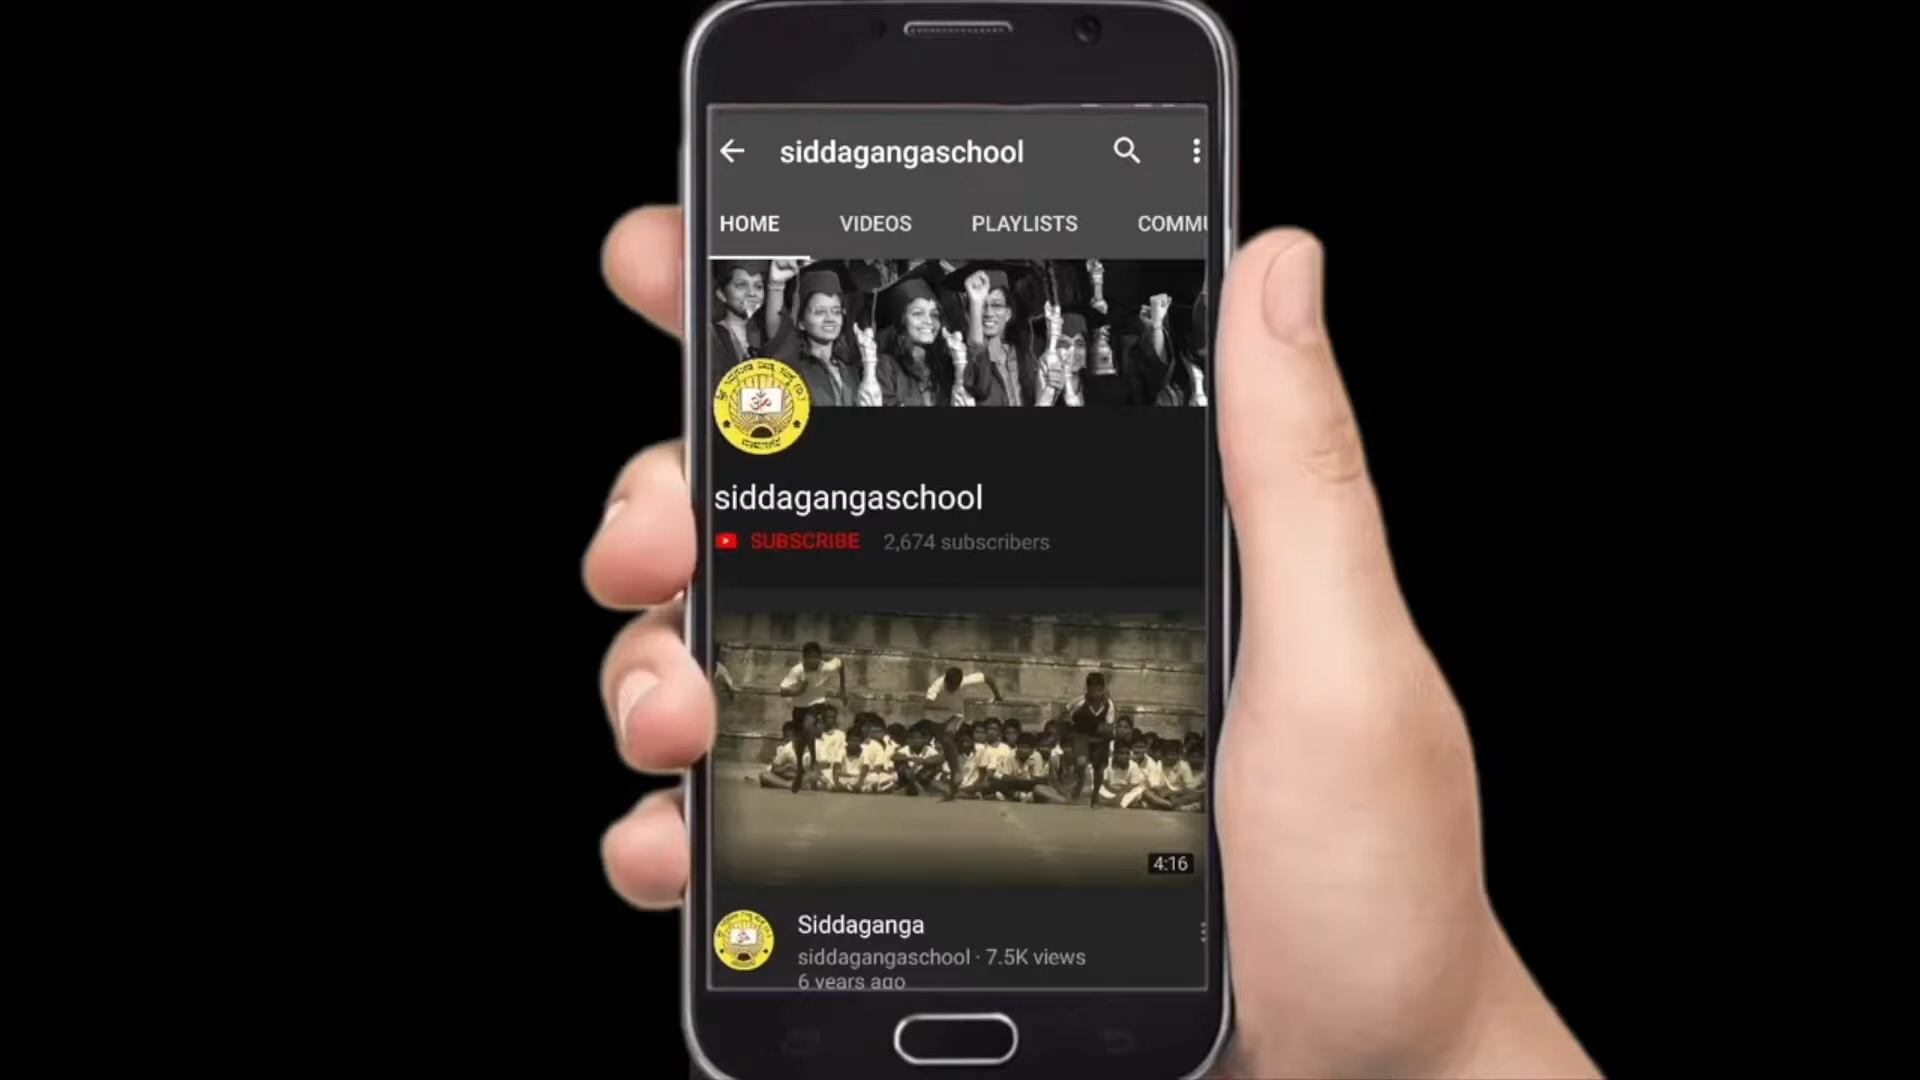 siddagangaschool
HOME VIDEOS PLAYLISTS COMMU
siddagangaschool
SUBSCRIBE 2,674 subscribers
4:16
Siddaganga
siddagangaschool · 7.5K views
6 years ago